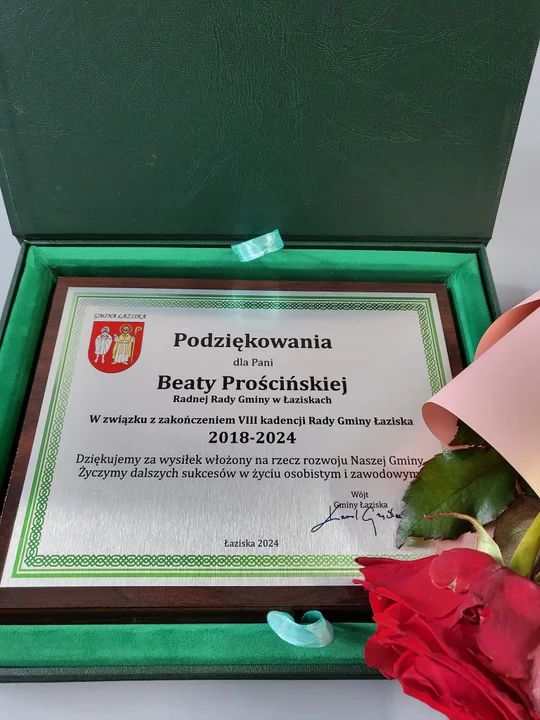 GMINA ŁAZISKA
Podziękowania
dla Pani
Beaty Prościńskiej
Radnej Rady Gminy w Łaziskach
W związku z zakończeniem VIII kadencji Rady Gminy Łaziska
2018-2024
Dziękujemy za wysiłek włożony na rzecz rozwoju Naszej Gminy.
Życzymy dalszych sukcesów w życiu osobistym i zawodowym
Wójt
Gminy Łaziska
Łaziska 2024